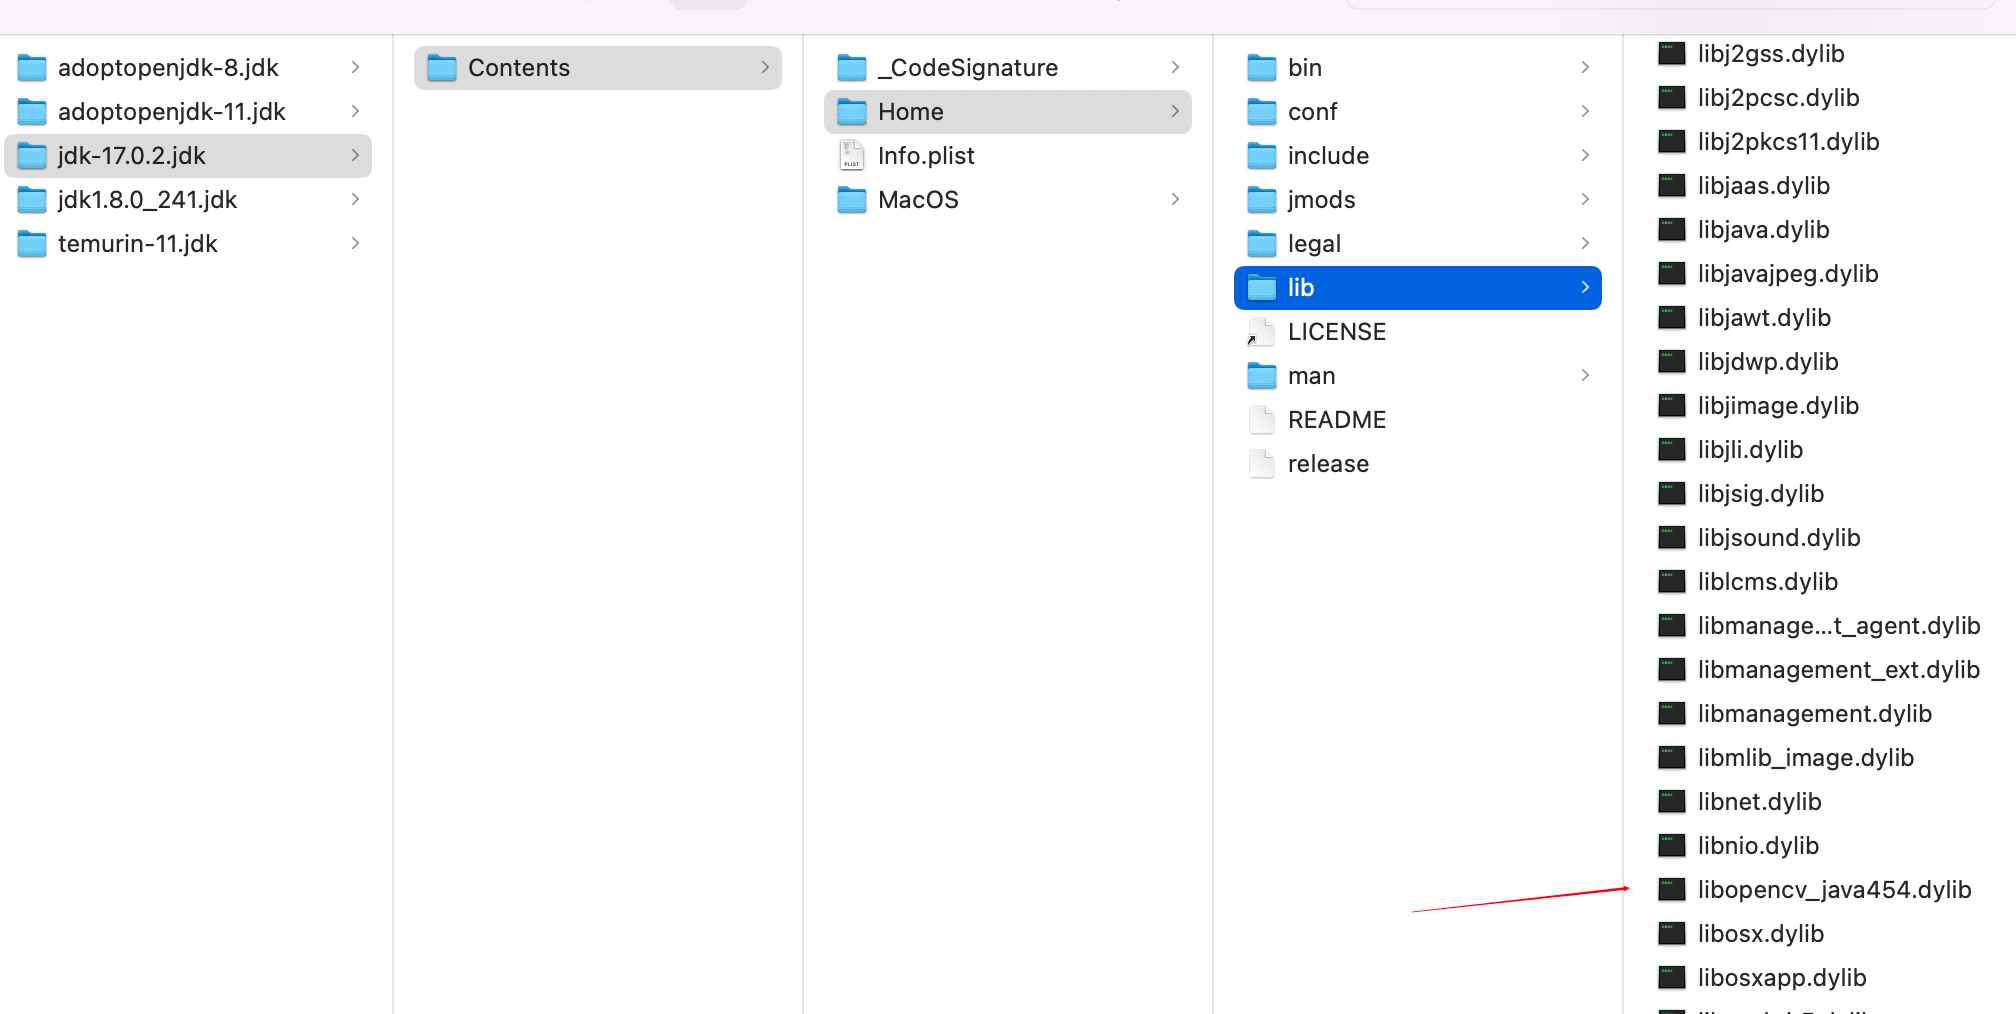 adoptopenjdk-8.jdk
adoptopenjdk-11.jdk
jdk-17.0.2.jdk
jdk1.8.0_241.jdk
temurin-11.jdk
Contents
_CodeSignature
Home
Info.plist
MacOS
bin
conf
include
jmods
legal
lib
LICENSE
man
README
release
libj2gss.dylib
libj2pcsc.dylib
libj2pkcs11.dylib
libjaas.dylib
libjava.dylib
libjavajpeg.dylib
libjawt.dylib
libjdwp.dylib
libjimage.dylib
libjli.dylib
libjsig.dylib
libjsound.dylib
liblcms.dylib
libmanage...t_agent.dylib
libmanagement_ext.dylib
libmanagement.dylib
libmlib_image.dylib
libnet.dylib
libnio.dylib
libopencv_java454.dylib
libosx.dylib
libosxapp.dylib